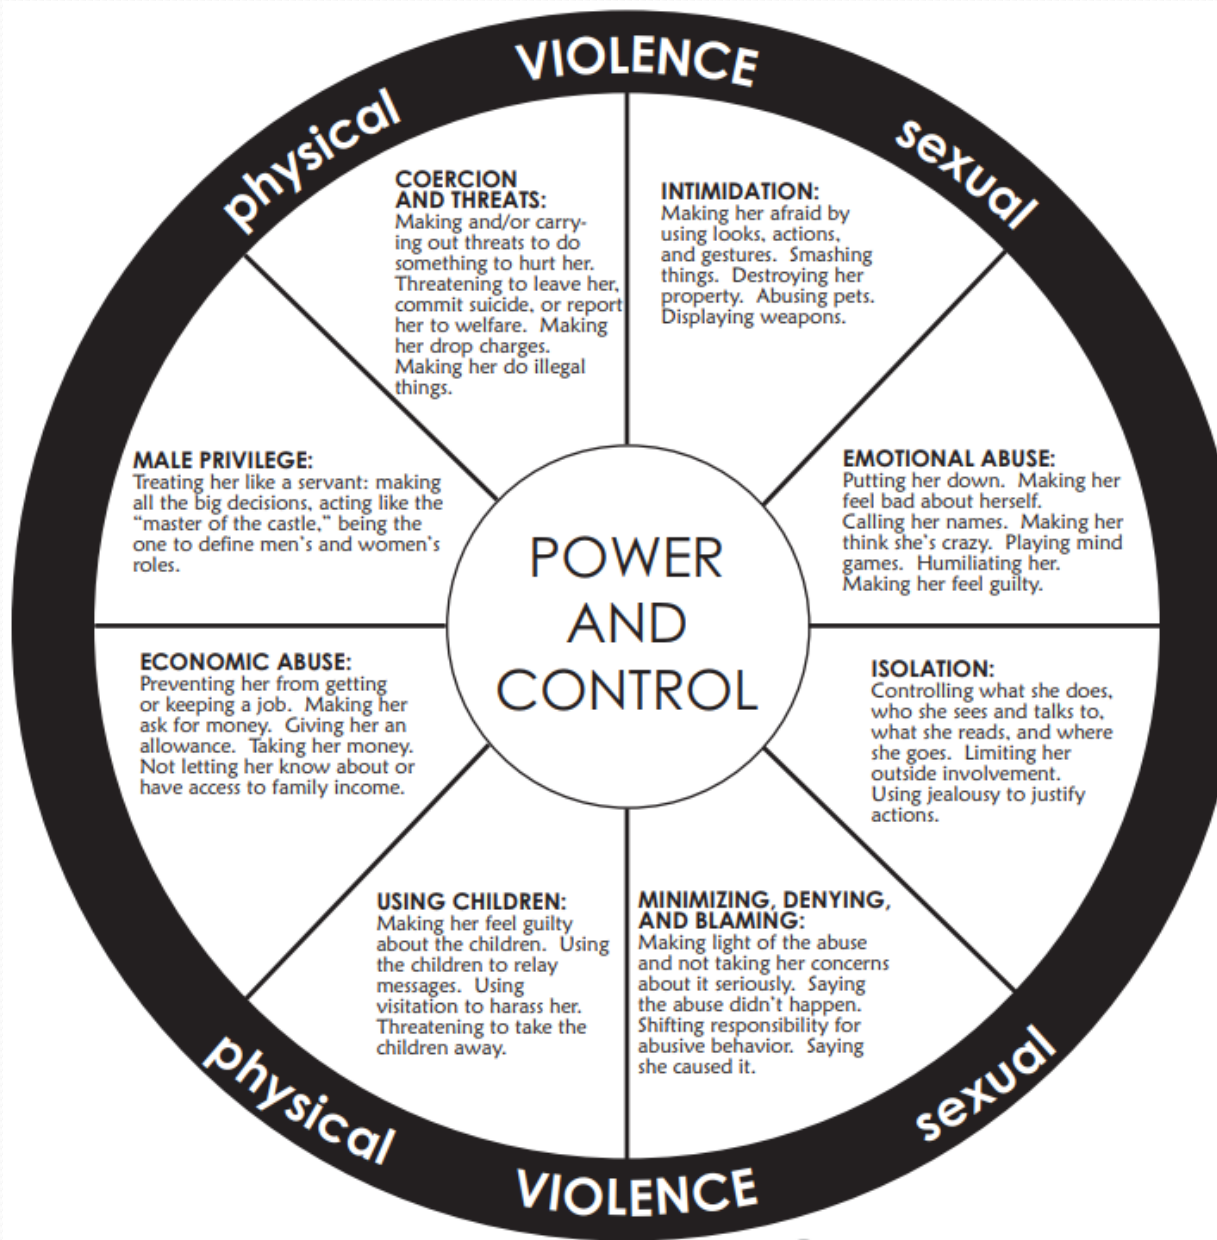 physical VIOLENCE sexual
COERCION
AND THREATS:
Making and/or carry-
ing out threats to do
something to hurt her.
Threatening to leave her,
commit suicide, or report
her to welfare. Making
her drop charges.
Making her do illegal
things.
INTIMIDATION:
Making her afraid by
using looks, actions,
and gestures. Smashing
things. Destroying her
property. Abusing pets.
Displaying weapons.
MALE PRIVILEGE:
Treating her like a servant: making
all the big decisions, acting like the
“master of the castle,” being the
one to define men’s and women’s
roles.
EMOTIONAL ABUSE:
Putting her down. Making her
feel bad about herself.
Calling her names. Making her
think she’s crazy. Playing mind
games. Humiliating her.
Making her feel guilty.
POWER
AND
CONTROL
ECONOMIC ABUSE:
Preventing her from getting
or keeping a job. Making her
ask for money. Giving her an
allowance. Taking her money.
Not letting her know about or
have access to family income.
ISOLATION:
Controlling what she does,
who she sees and talks to,
what she reads, and where
she goes. Limiting her
outside involvement.
Using jealousy to justify
actions.
USING CHILDREN:
Making her feel guilty
about the children. Using
the children to relay
messages. Using
visitation to harass her.
Threatening to take the
children away.
MINIMIZING, DENYING,
AND BLAMING:
Making light of the abuse
and not taking her concerns
about it seriously. Saying
the abuse didn’t happen.
Shifting responsibility for
abusive behavior. Saying
she caused it.
physical VIOLENCE sexual